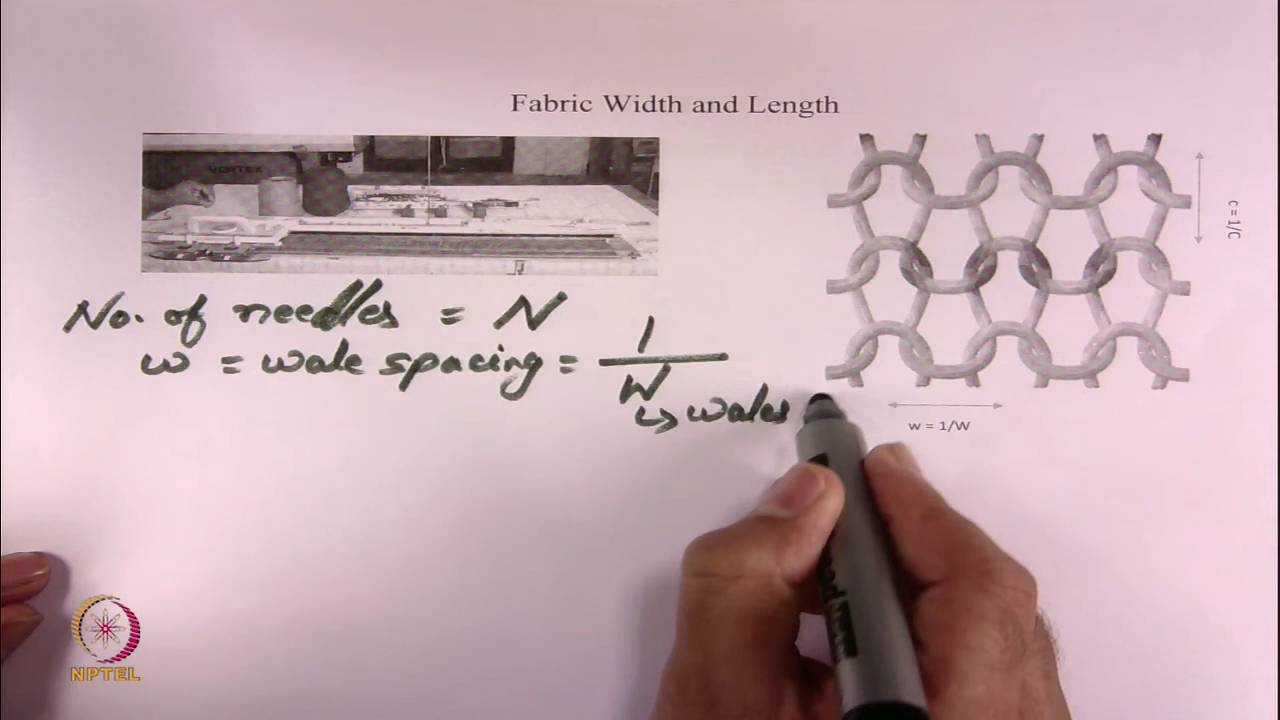 Fabric Width and Length
VERTEX
c = 1/C
No. of needles = N
w = wale spacing = 1/W
↳ wales
w = 1/W
NPTEL